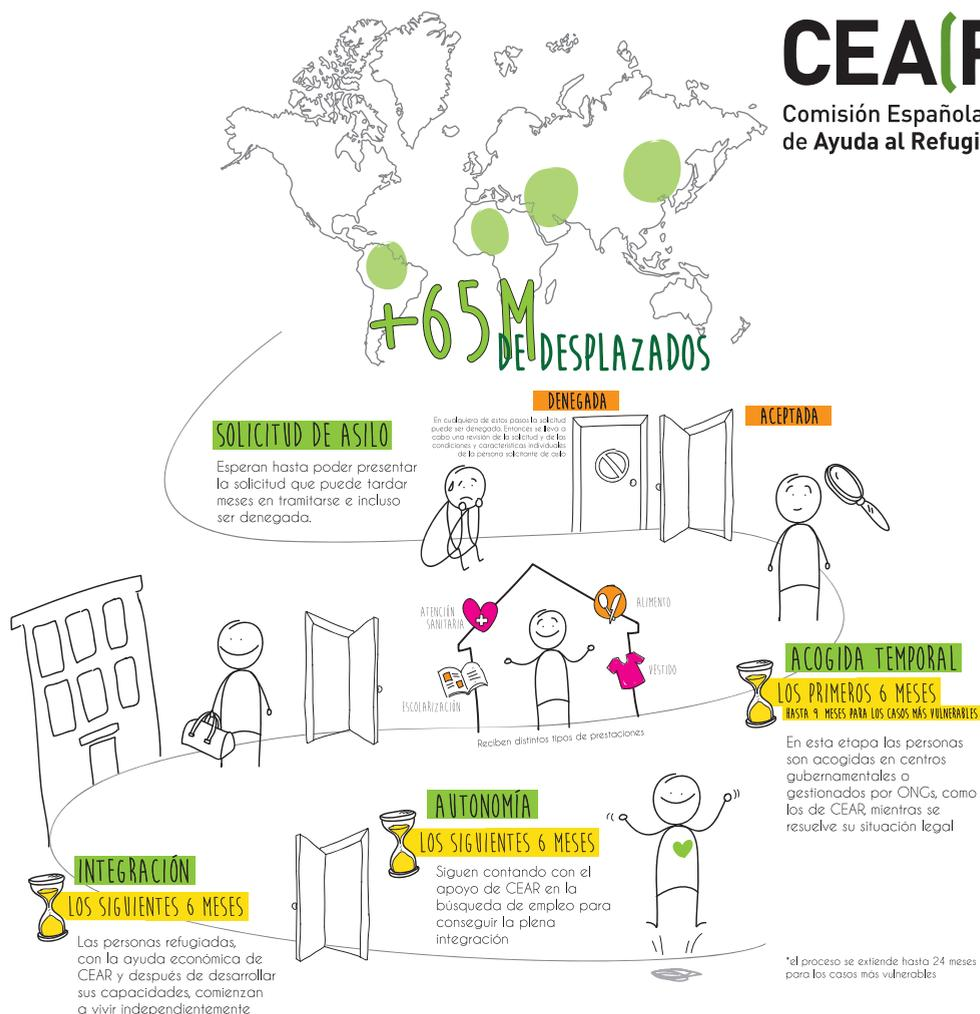 CEA(R
Comisión Española
de Ayuda al Refugi
+65M
DE DESPLAZADOS
DENEGADA
ACEPTADA
SOLICITUD DE ASILO
Esperan hasta poder presentar
la solicitud que puede tardar
meses en tramitarse e incluso
ser denegada.
En cualquiera de estos pasos la solicitud
puede ser denegada. Entonces se lleva a
cabo una revisión de la solicitud y de las
condiciones y características individuales
de la persona solicitante de asilo
ATENCIÓN
SANITARIA
ALIMENTO
VESTIDO
ESCOLARIZACIÓN
Reciben distintos tipos de prestaciones
ACOGIDA TEMPORAL
LOS PRIMEROS 6 MESES
HASTA 9 MESES PARA LOS CASOS MÁS VULNERABLES
En esta etapa las personas
son acogidas en centros
gubernamentales o
gestionados por ONGs, como
los de CEAR, mientras se
resuelve su situación legal
INTEGRACIÓN
LOS SIGUIENTES 6 MESES
Las personas refugiadas,
con la ayuda económica de
CEAR y después de desarrollar
sus capacidades, comienzan
a vivir independientemente
AUTONOMÍA
LOS SIGUIENTES 6 MESES
Siguen contando con el
apoyo de CEAR en la
búsqueda de empleo para
conseguir la plena
integración
*el proceso se extiende hasta 24 meses
para los casos más vulnerables